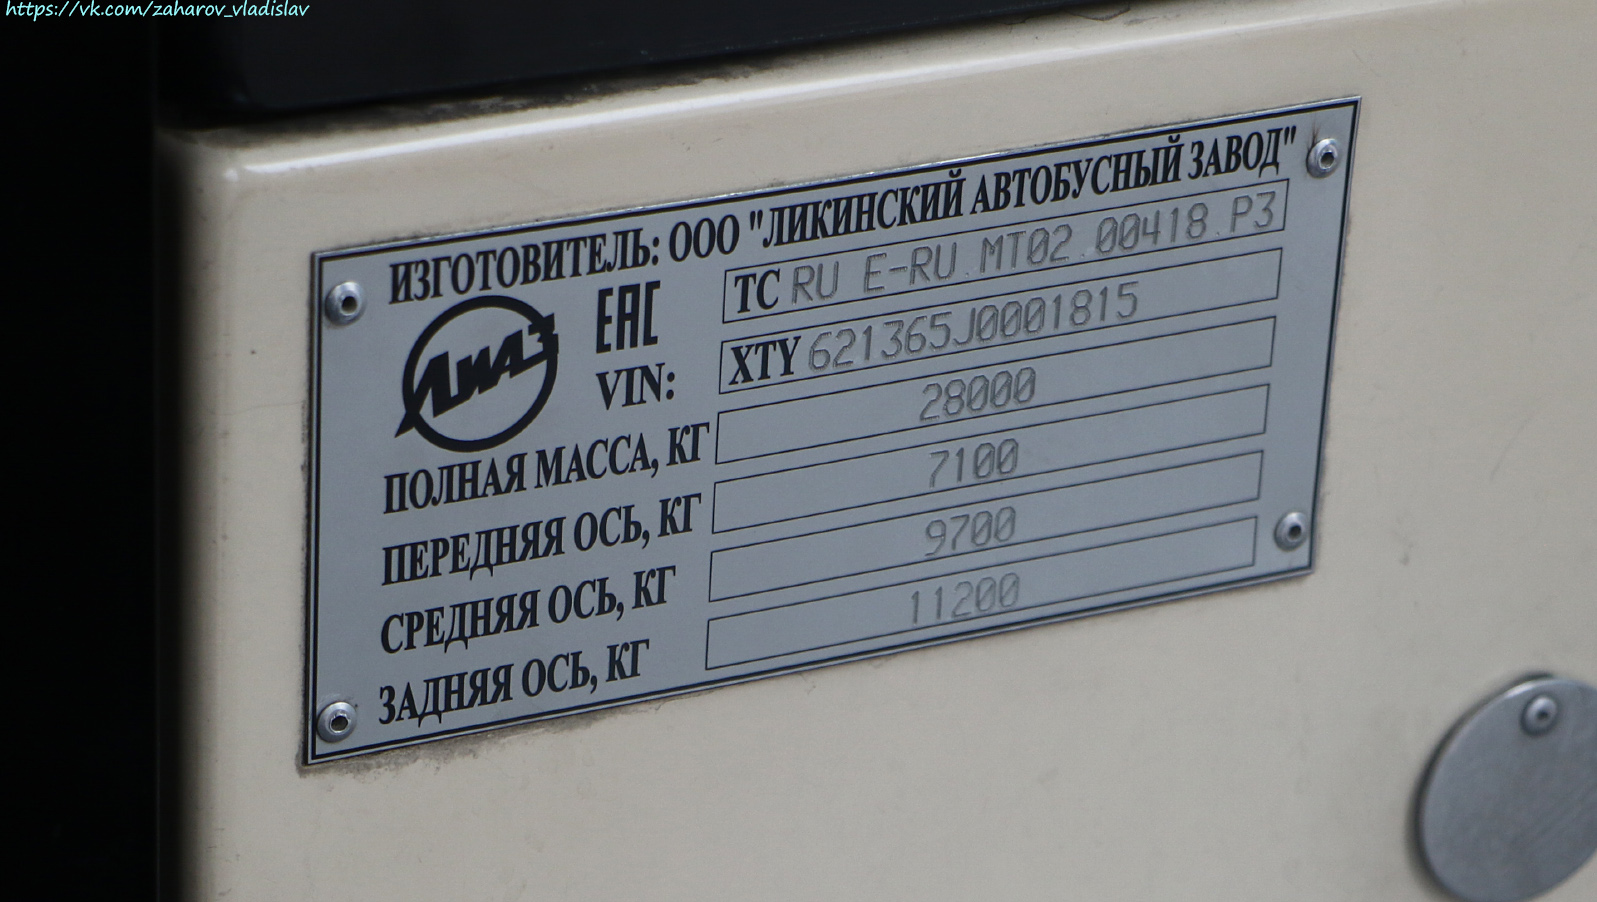 https://vk.com/zaharov_vladislav
ИЗГОТОВИТЕЛЬ: ООО "ЛИКИНСКИЙ АВТОБУСНЫЙ ЗАВОД"
ЛИАЗ EAC ТС RU E-RU.MT02.00418.P3
VIN: XTY 621365J0001815
ПОЛНАЯ МАССА, КГ 28000
ПЕРЕДНЯЯ ОСЬ, КГ 7100
СРЕДНЯЯ ОСЬ, КГ 9700
ЗАДНЯЯ ОСЬ, КГ 11200